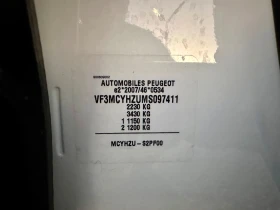 AUTOMOBILES PEUGEOT
e2*2007/46*0534
VF3MCYHZUMS097411
2230 KG
3430 KG
1 1150 KG
2 1200 KG
MCYHZU-S2PF00